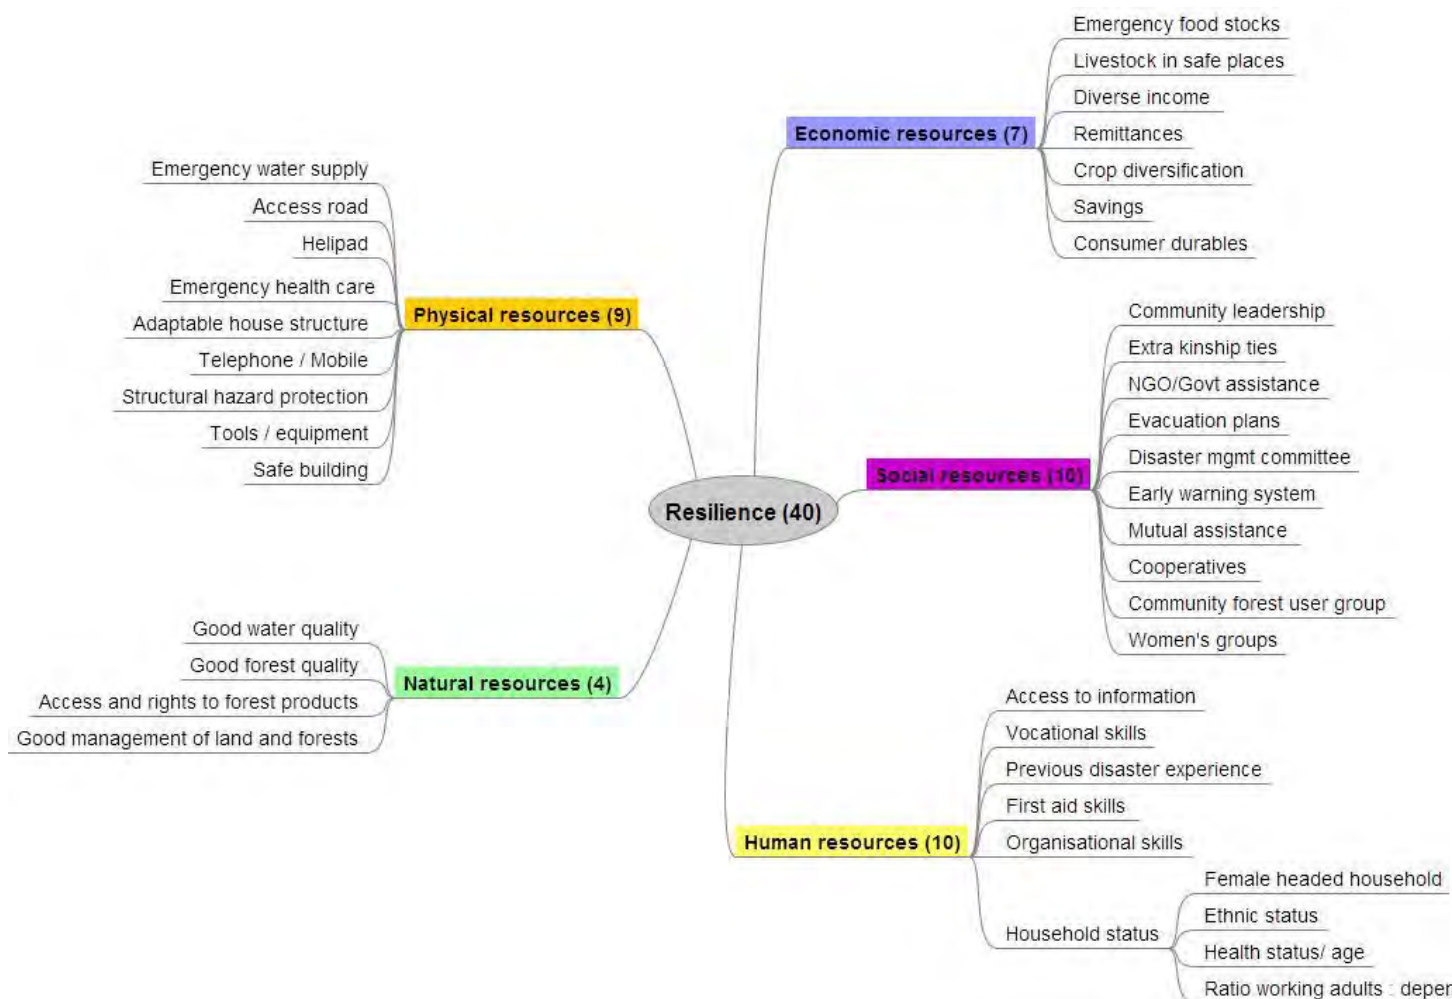 Resilience (40)
Economic resources (7)
Emergency food stocks
Livestock in safe places
Diverse income
Remittances
Crop diversification
Savings
Consumer durables
Social resources (10)
Community leadership
Extra kinship ties
NGO/Govt assistance
Evacuation plans
Disaster mgmt committee
Early warning system
Mutual assistance
Cooperatives
Community forest user group
Women's groups
Human resources (10)
Access to information
Vocational skills
Previous disaster experience
First aid skills
Organisational skills
Household status
Female headed household
Ethnic status
Health status/ age
Ratio working adults :
Physical resources (9)
Emergency water supply
Access road
Helipad
Emergency health care
Adaptable house structure
Telephone / Mobile
Structural hazard protection
Tools / equipment
Safe building
Natural resources (4)
Good water quality
Good forest quality
Access and rights to forest products
Good management of land and forests